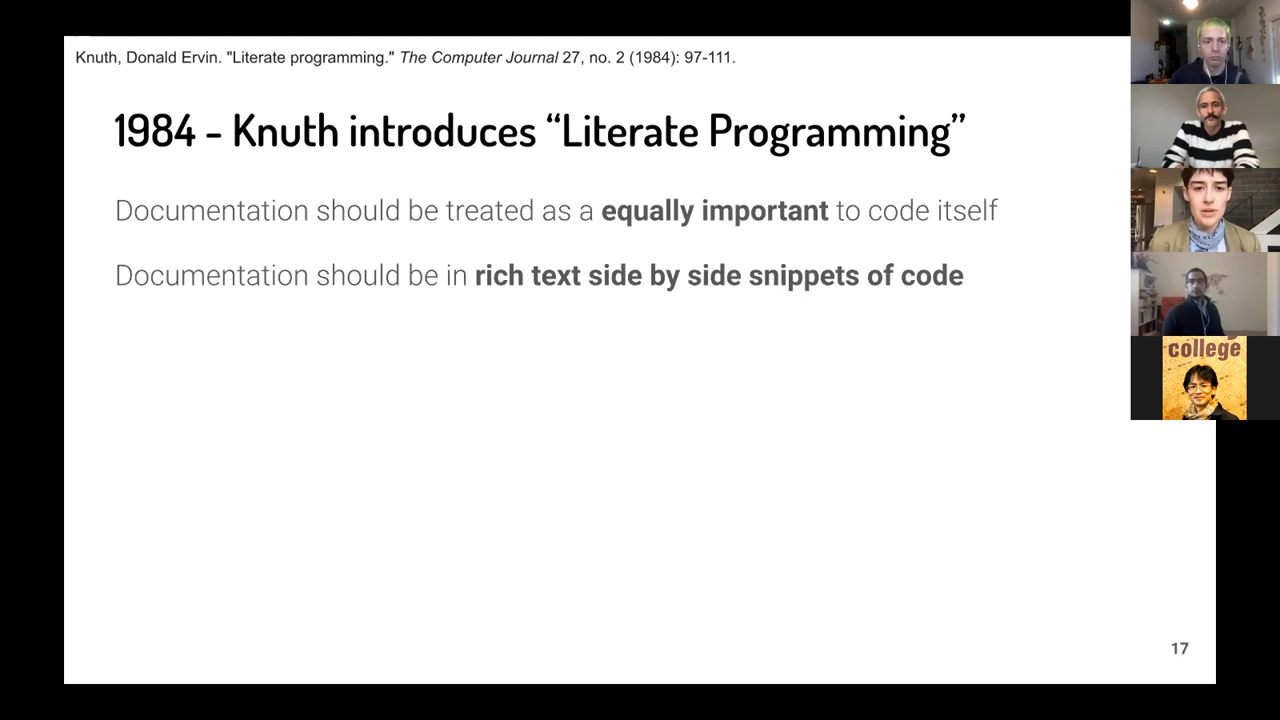 Knuth, Donald Ervin. "Literate programming." The Computer Journal 27, no. 2 (1984): 97-111.
1984 - Knuth introduces “Literate Programming”
Documentation should be treated as a equally important to code itself
Documentation should be in rich text side by side snippets of code
college
17